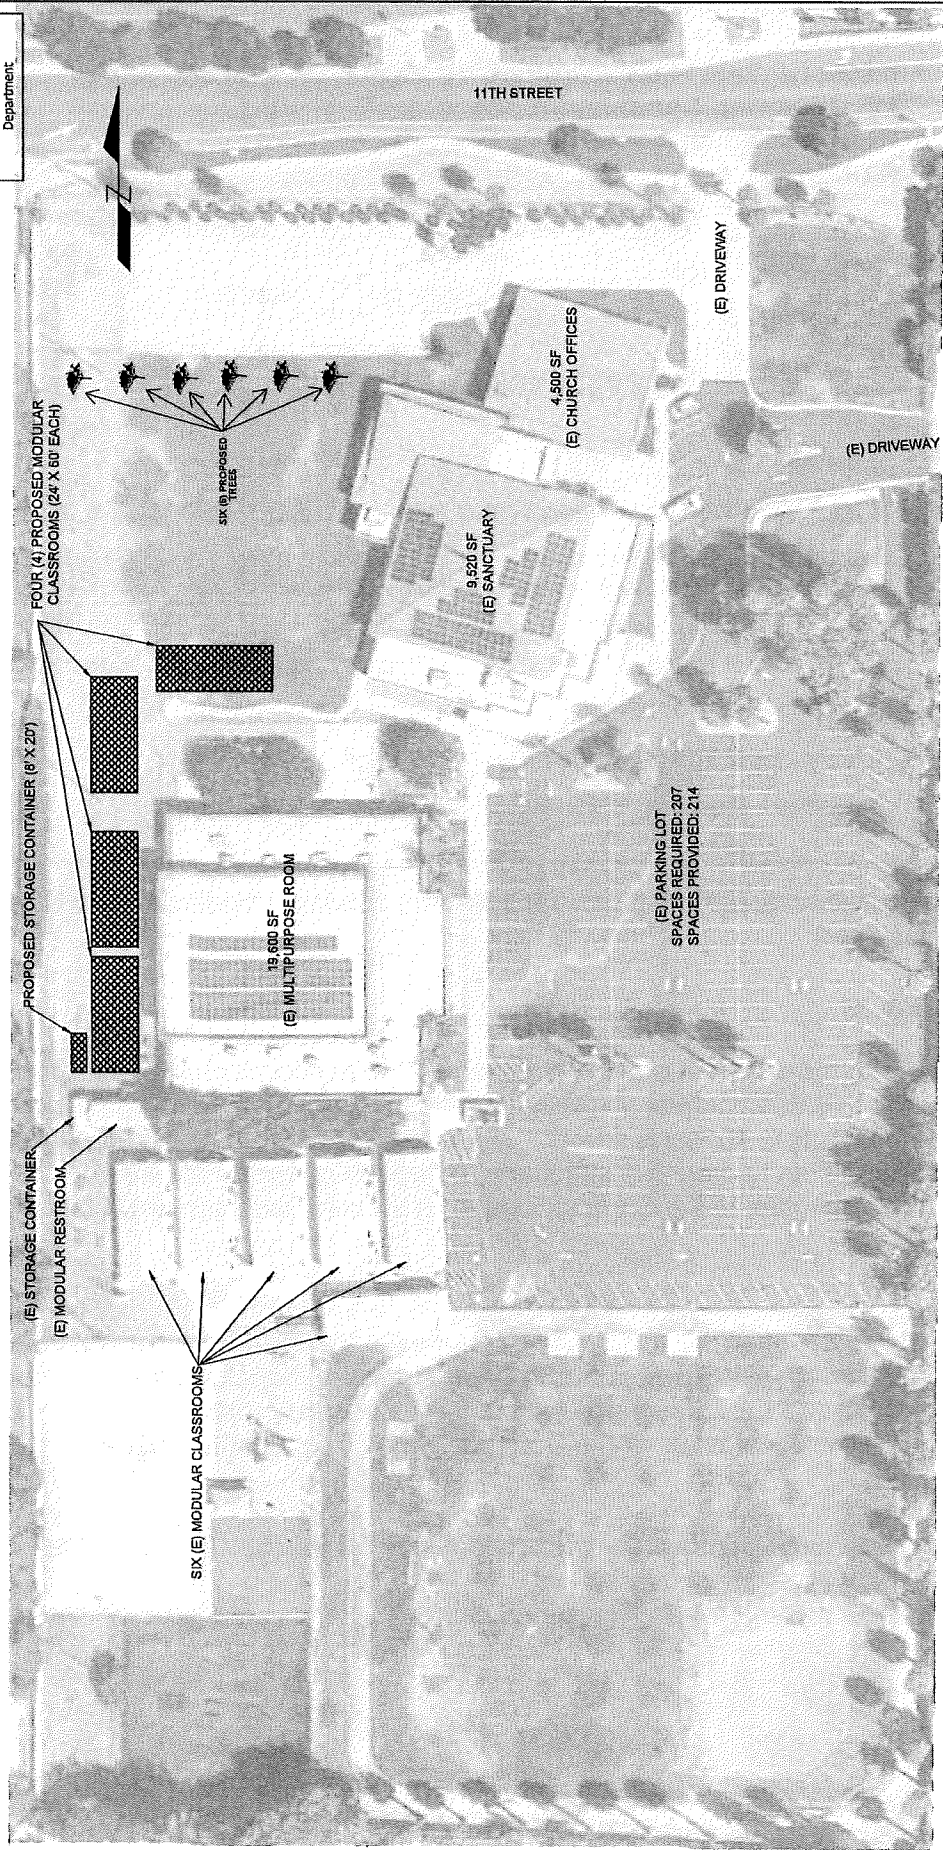 Department
11TH STREET
Z
FOUR (4) PROPOSED MODULAR
CLASSROOMS (24' X 60' EACH)
SIX (6) PROPOSED
TREES
4,500 SF
(E) CHURCH OFFICES
(E) DRIVEWAY
(E) DRIVEWAY
9,520 SF
(E) SANCTUARY
PROPOSED STORAGE CONTAINER (8' X 20')
19,600 SF
(E) MULTIPURPOSE ROOM
(E) PARKING LOT
SPACES REQUIRED: 207
SPACES PROVIDED: 214
(E) STORAGE CONTAINER
(E) MODULAR RESTROOM
SIX (E) MODULAR CLASSROOMS